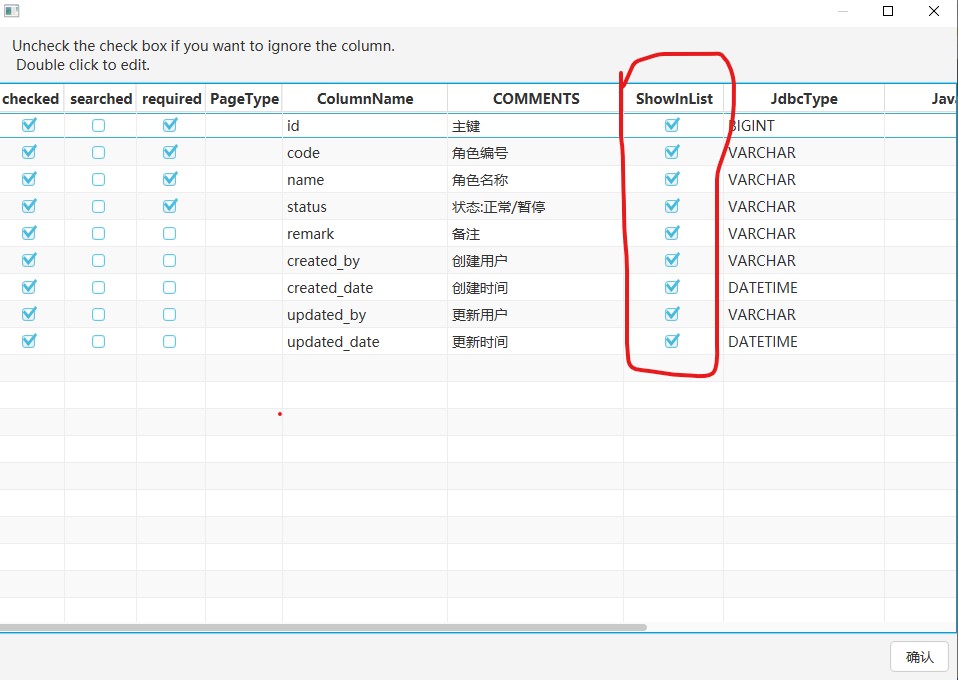 Uncheck the check box if you want to ignore the column.
Double click to edit.
checked searched required PageType ColumnName COMMENTS ShowInList JdbcType Jav
id 主键 BIGINT
code 角色编号 VARCHAR
name 角色名称 VARCHAR
status 状态:正常/暂停 VARCHAR
remark 备注 VARCHAR
created_by 创建用户 VARCHAR
created_date 创建时间 DATETIME
updated_by 更新用户 VARCHAR
updated_date 更新时间 DATETIME
确认